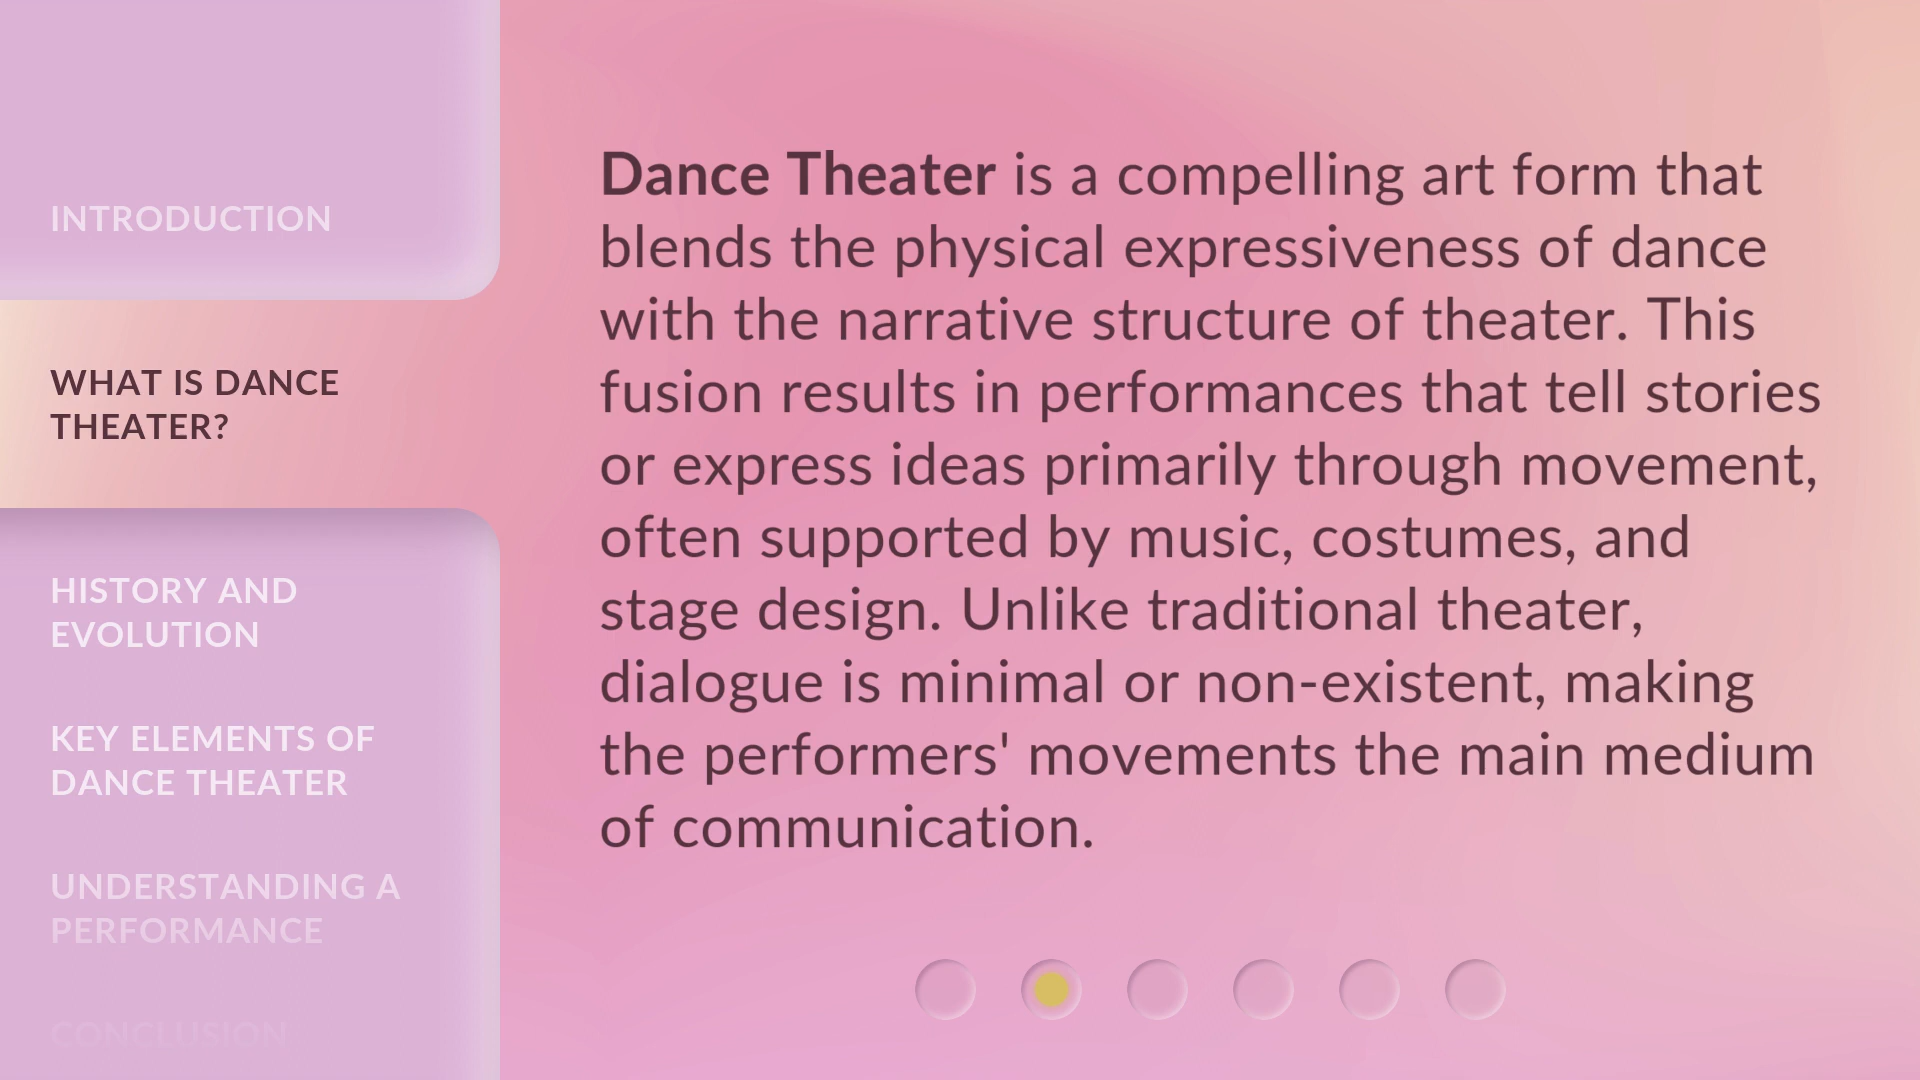 INTRODUCTION
WHAT IS DANCE
THEATER?
HISTORY AND
EVOLUTION
KEY ELEMENTS OF
DANCE THEATER
UNDERSTANDING A
PERFORMANCE
CONCLUSION
Dance Theater is a compelling art form that
blends the physical expressiveness of dance
with the narrative structure of theater. This
fusion results in performances that tell stories
or express ideas primarily through movement,
often supported by music, costumes, and
stage design. Unlike traditional theater,
dialogue is minimal or non-existent, making
the performers' movements the main medium
of communication.